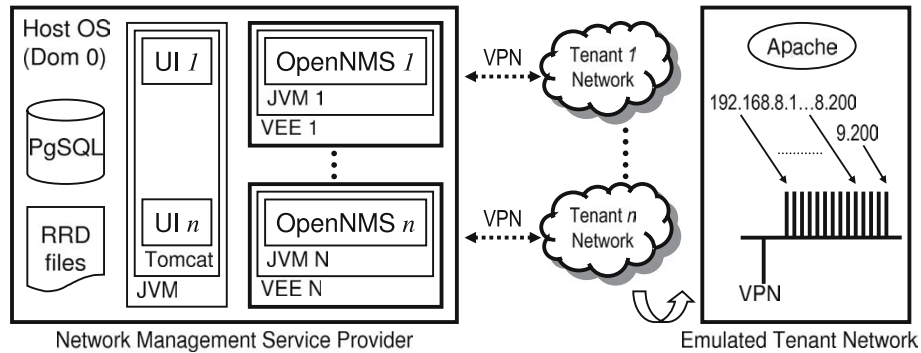 Host OS
(Dom 0)
PgSQL
RRD
files
UI 1
UI n
Tomcat
JVM
OpenNMS 1
JVM 1
VEE 1
OpenNMS n
JVM N
VEE N
Network Management Service Provider
VPN
Tenant 1
Network
VPN
Tenant n
Network
Apache
192.168.8.1...8.200
9.200
............
VPN
Emulated Tenant Network